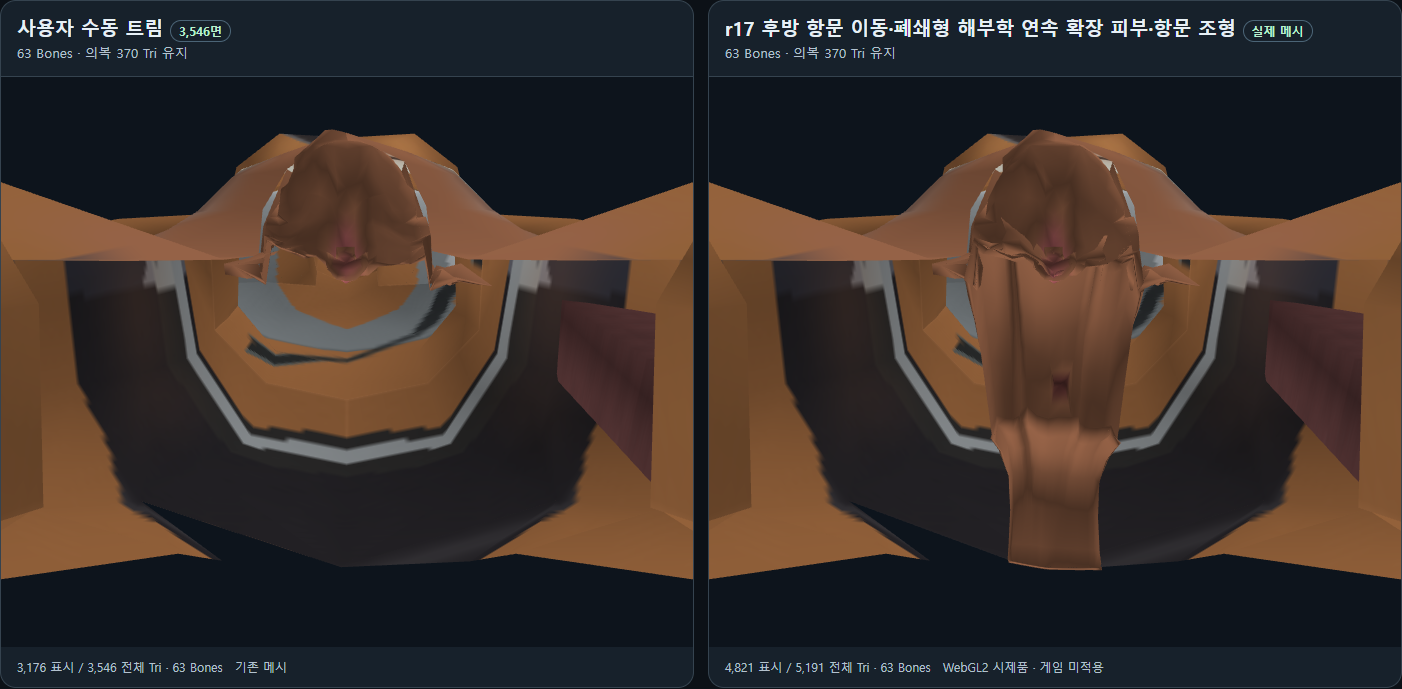 사용자 수동 트림 3,546면
63 Bones · 의복 370 Tri 유지
3,176 표시 / 3,546 전체 Tri · 63 Bones 기존 메시
r17 후방 항문 이동·폐쇄형 해부학 연속 확장 피부·항문 조형 실제 메시
63 Bones · 의복 370 Tri 유지
4,821 표시 / 5,191 전체 Tri · 63 Bones WebGL2 시제품 · 게임 미적용